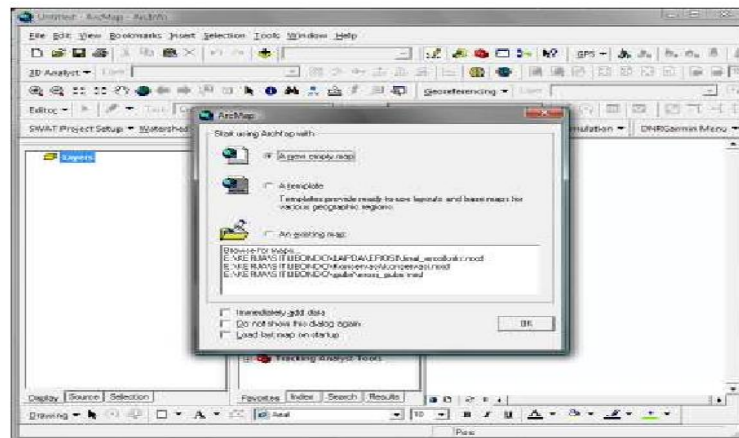 Untitled - ArcMap - ArcInfo
File Edit View Bookmarks Insert Selection Tools Window Help
GPS
3D Analyst
Georeferencing
Editor
SWAT Project Setup Watershed
mulation DNRGarmin Menu
Layers
ArcMap
Start using ArcMap with
A new empty map
A template
Templates provide ready-to-use layouts and base maps for
various geographic regions.
An existing map:
Browse for maps...
Immediately add data
Do not show this dialog again
Load last map on startup
OK
Tracking Analyst Tools
Display Source Selection
Favorites Index Search Results
Drawing A Arial 10 B I U A